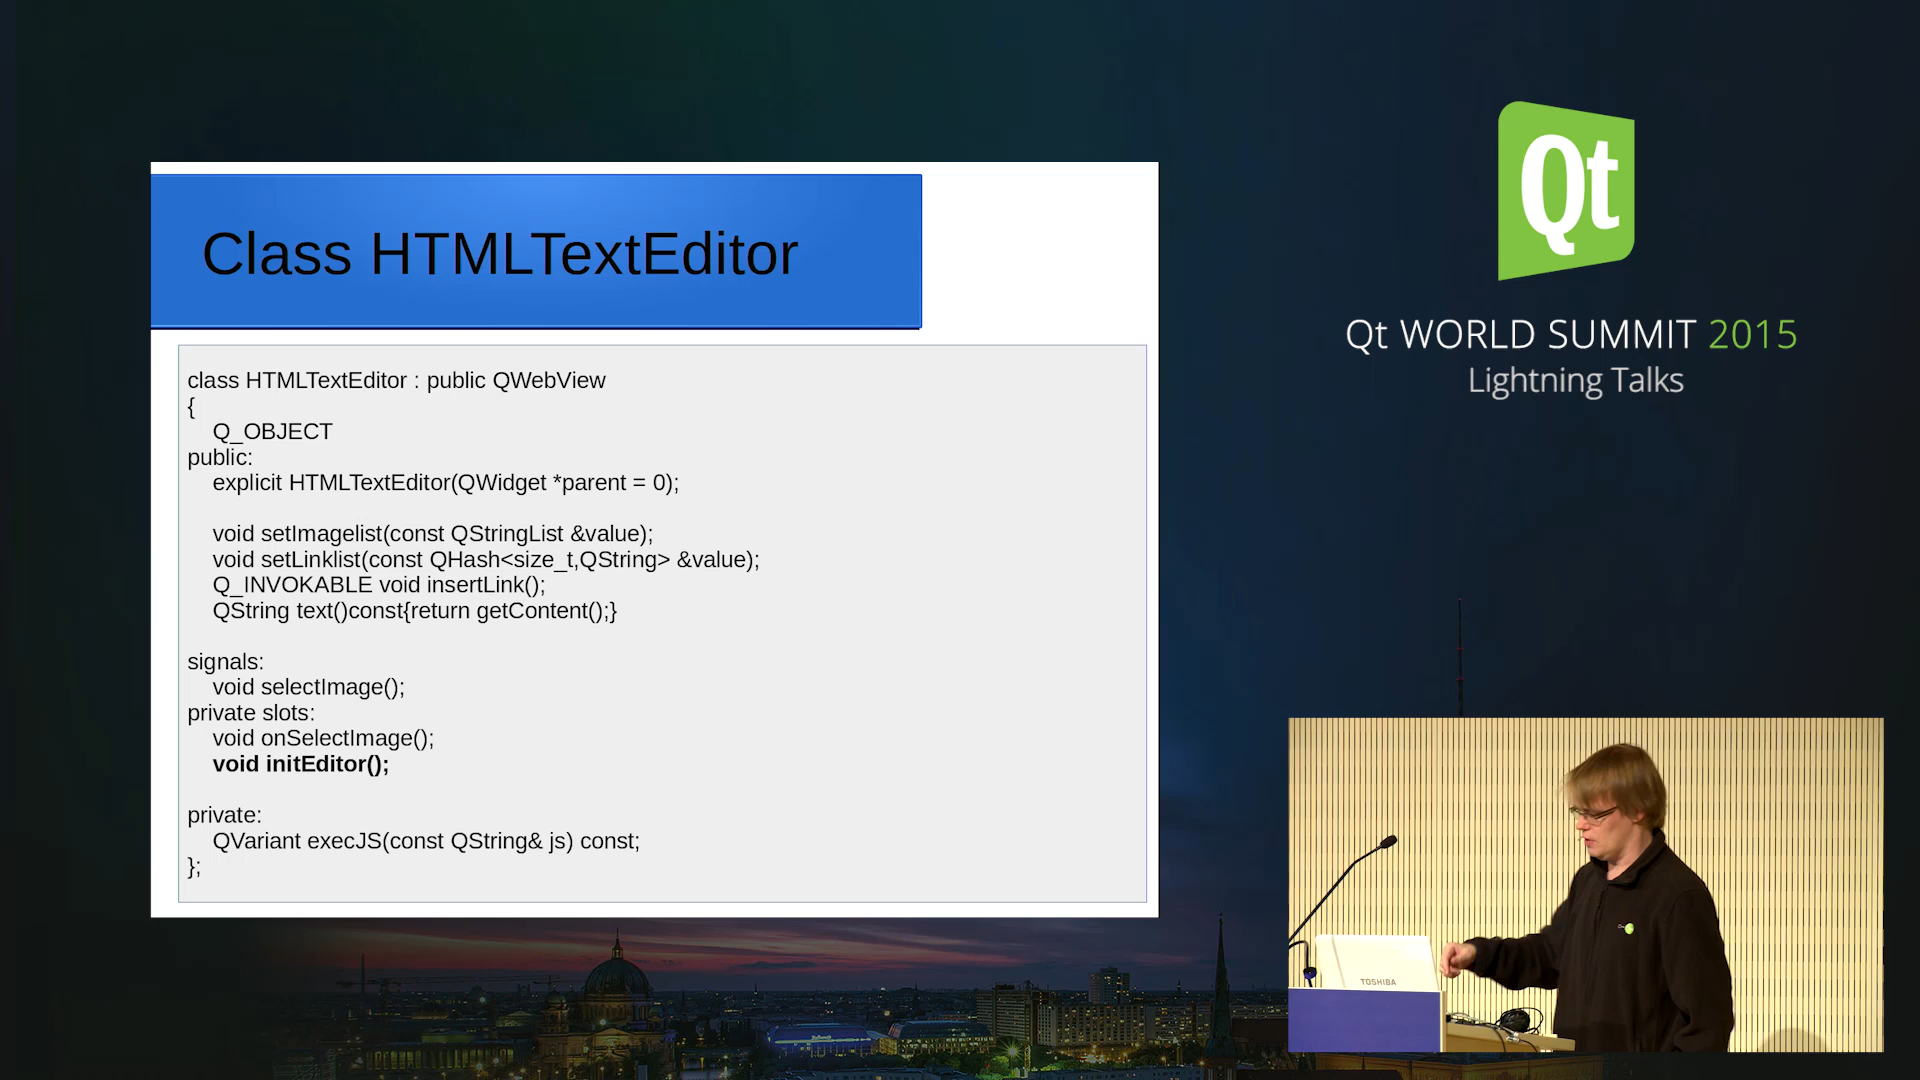 Class HTMLTextEditor
class HTMLTextEditor : public QWebView
{
Q_OBJECT
public:
explicit HTMLTextEditor(QWidget *parent = 0);
void setImagelist(const QStringList &value);
void setLinklist(const QHash<size_t,QString> &value);
Q_INVOKABLE void insertLink();
QString text()const{return getContent();}
signals:
void selectImage();
private slots:
void onSelectImage();
void initEditor();
private:
QVariant execJS(const QString& js) const;
};
Qt
Qt WORLD SUMMIT 2015
Lightning Talks
TOSHIBA